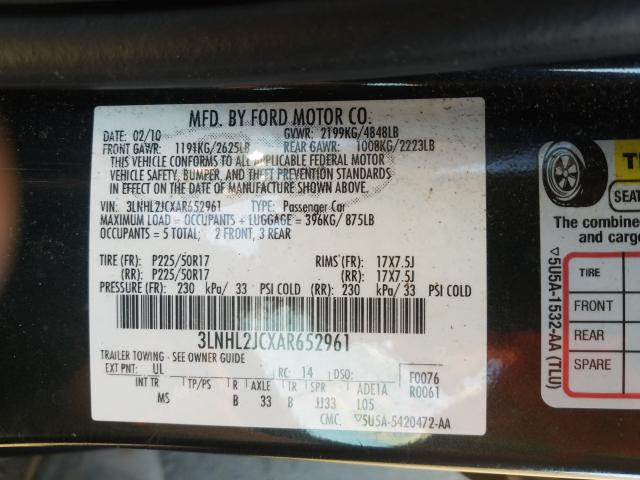 MFD. BY FORD MOTOR CO.
DATE: 02/10 GVWR: 2199KG/4848LB
FRONT GAWR: 1191KG/2625LB REAR GAWR: 1008KG/2223LB
THIS VEHICLE CONFORMS TO ALL APPLICABLE FEDERAL MOTOR
VEHICLE SAFETY, BUMPER, AND THEFT PREVENTION STANDARDS
IN EFFECT ON THE DATE OF MANUFACTURE SHOWN ABOVE.
VIN: 3LNHL2JCXAR652961 TYPE: Passenger Car
MAXIMUM LOAD = OCCUPANTS + LUGGAGE = 396KG/ 875LB
OCCUPANTS = 5 TOTAL; 2 FRONT, 3 REAR
TIRE (FR): P225/50R17 RIMS (FR): 17X7.5J
(RR): P225/50R17 (RR): 17X7.5J
PRESSURE (FR): 230 kPa/ 33 PSI COLD (RR): 230 kPa/ 33 PSI COLD
3LNHL2JCXAR652961
TRAILER TOWING - SEE OWNER GUIDE
EXT PNT: UL RC: 14 DSO: F0076
INT TR TP/PS R AXLE TR SPR ADE1A R0061
MS B 33 B JJ33 L05
CMC. ▽5U5A-5420472-AA
SEAT
The combine
and cargo
▽5U5A-1532-AA (TLU)
TIRE
FRONT
REAR
SPARE